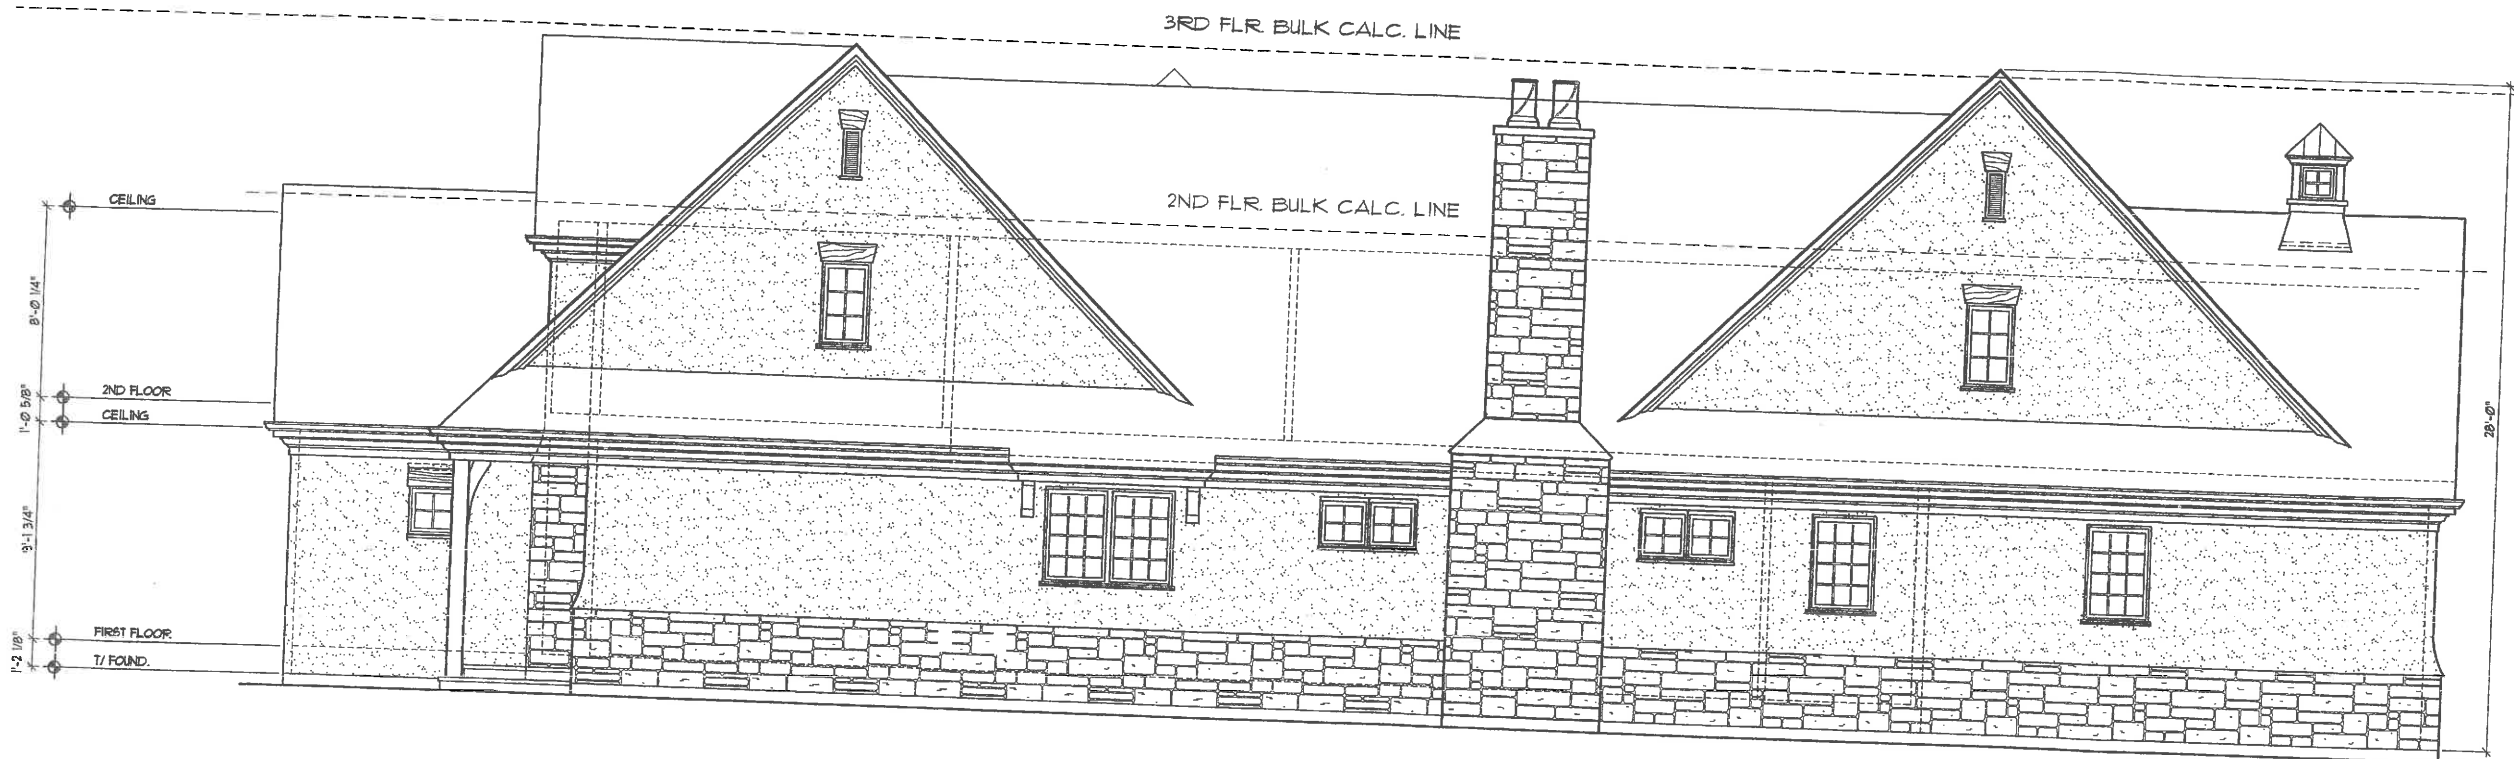 3RD FLR. BULK CALC. LINE
CEILING
2ND FLR. BULK CALC. LINE
8'-0 1/4"
2ND FLOOR
1'-0 5/8"
CEILING
28'-0"
9'-1 3/4"
FIRST FLOOR
1'-2 1/8"
T/ FOUND.